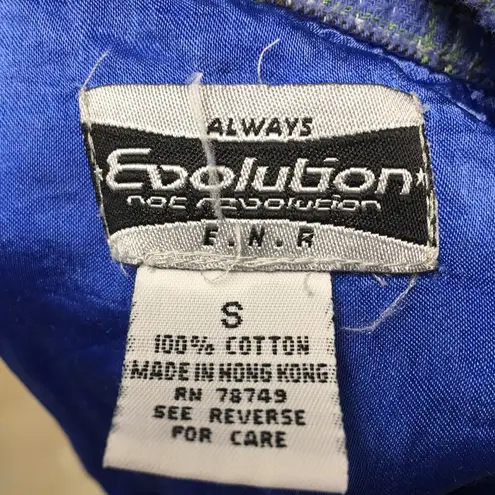 ALWAYS
Evolution
not revolution
E.N.R
S
100% COTTON
MADE IN HONG KONG
RN 78749
SEE REVERSE
FOR CARE